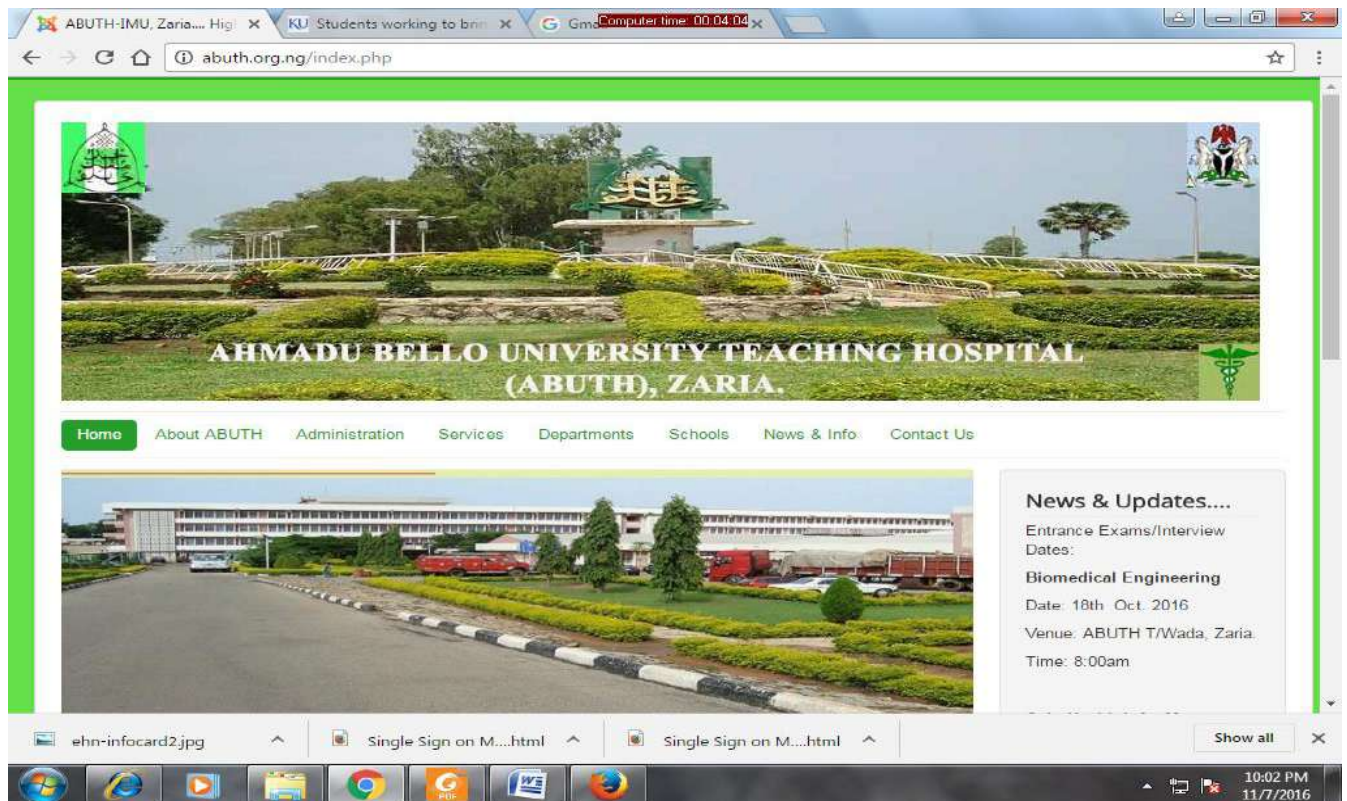 ABUTH-IMU, Zaria.... Hig
KU Students working to brin
G Gm
Computer time: 00:04:04
abuth.org.ng/index.php
AHMADU BELLO UNIVERSITY TEACHING HOSPITAL
(ABUTH), ZARIA.
Home About ABUTH Administration Services Departments Schools News & Info Contact Us
News & Updates....
Entrance Exams/Interview
Dates:
Biomedical Engineering
Date: 18th Oct. 2016
Venue: ABUTH T/Wada, Zaria.
Time: 8:00am
ehn-infocard2.jpg
Single Sign on M....html
Single Sign on M....html
Show all
PDF
10:02 PM
11/7/2016